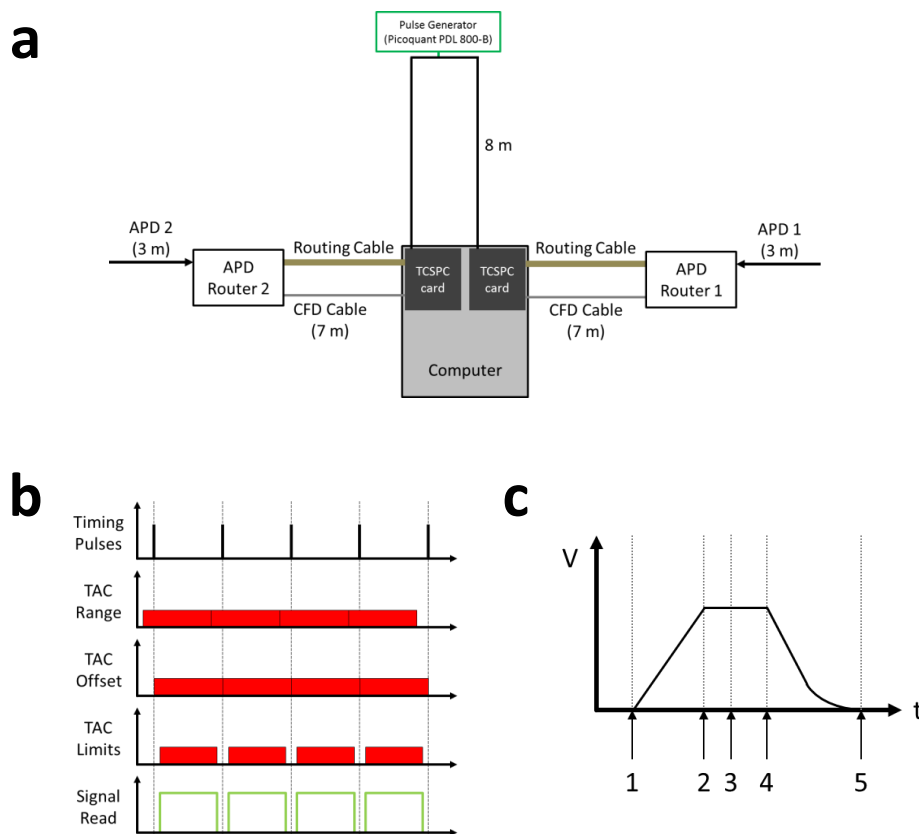 a
Pulse Generator
(Picoquant PDL 800-B)
8 m
APD 2
(3 m)
APD
Router 2
Routing Cable
CFD Cable
(7 m)
TCSPC
card
TCSPC
card
Computer
Routing Cable
CFD Cable
(7 m)
APD
Router 1
APD 1
(3 m)
b
Timing
Pulses
TAC
Range
TAC
Offset
TAC
Limits
Signal
Read
c
V
t
1 2 3 4 5